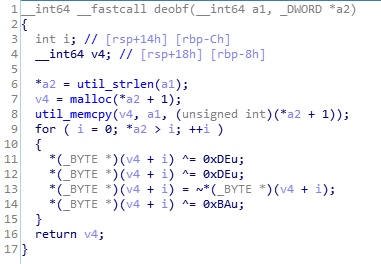 1 __int64 __fastcall deobf(__int64 a1, _DWORD *a2)
2 {
3 int i; // [rsp+14h] [rbp-Ch]
4 __int64 v4; // [rsp+18h] [rbp-8h]
5
6 *a2 = util_strlen(a1);
7 v4 = malloc(*a2 + 1);
8 util_memcpy(v4, a1, (unsigned int)(*a2 + 1));
9 for ( i = 0; *a2 > i; ++i )
10 {
11 *(_BYTE *)(v4 + i) ^= 0xDEu;
12 *(_BYTE *)(v4 + i) ^= 0xDEu;
13 *(_BYTE *)(v4 + i) = ~*(_BYTE *)(v4 + i);
14 *(_BYTE *)(v4 + i) ^= 0xBAu;
15 }
16 return v4;
17 }